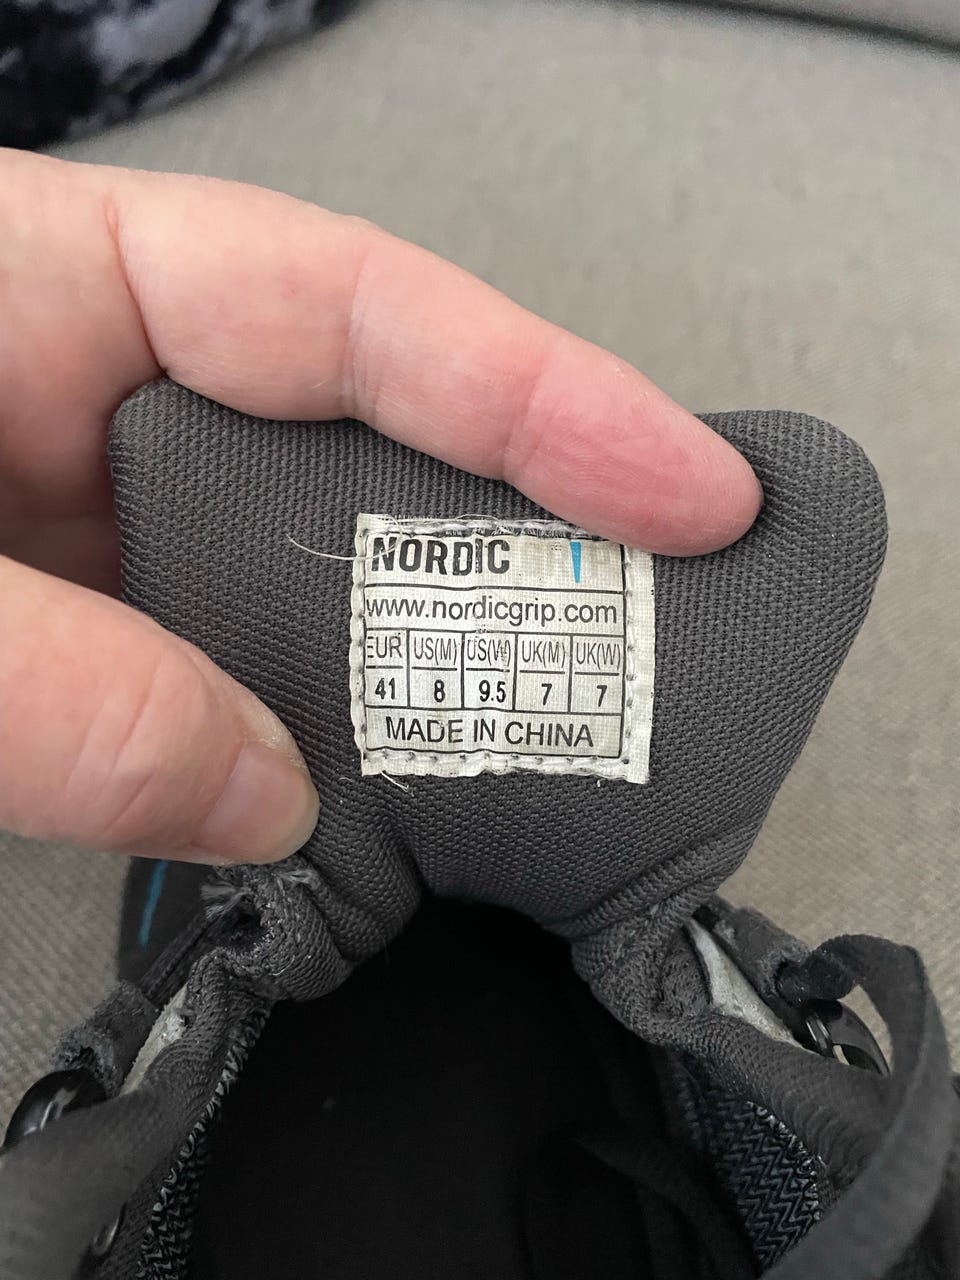 NORDIC
www.nordicgrip.com
EUR US(M) US(W) UK(M) UK(W)
41 8 9.5 7 7
MADE IN CHINA